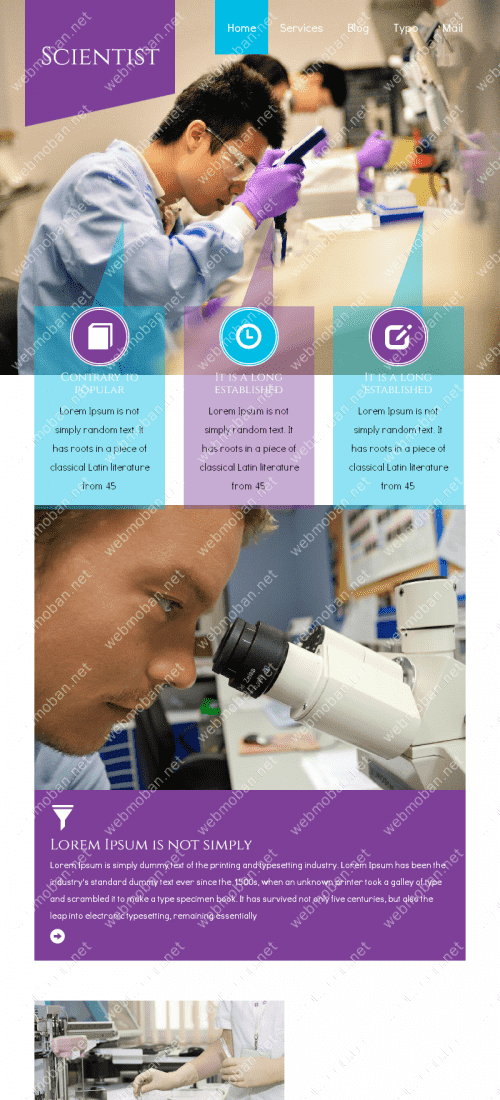 Scientist
Home Services Blog Typo Mail
Contrary to
popular
Lorem Ipsum is not
simply random text. It
has roots in a piece of
classical Latin literature
from 45
It is a long
established
Lorem Ipsum is not
simply random text. It
has roots in a piece of
classical Latin literature
from 45
It is a long
established
Lorem Ipsum is not
simply random text. It
has roots in a piece of
classical Latin literature
from 45
Zeiss
Lorem Ipsum is not simply
Lorem Ipsum is simply dummy text of the printing and typesetting industry. Lorem Ipsum has been the
industry's standard dummy text ever since the 1500s, when an unknown printer took a galley of type
and scrambled it to make a type specimen book. It has survived not only five centuries, but also the
leap into electronic typesetting, remaining essentially
webmoban.net